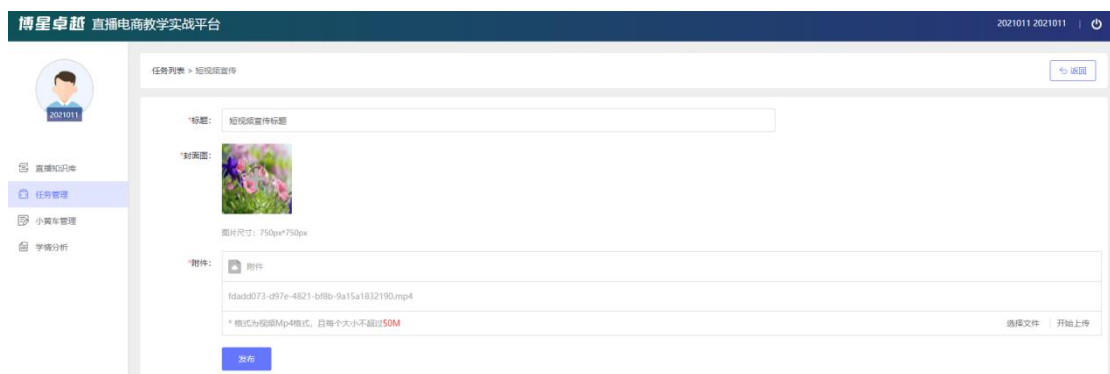 博星卓越 直播电商教学实战平台
2021011 2021011
2021011
直播知识库
任务管理
小黄车管理
学情分析
任务列表 > 短视频宣传
返回
*标题：
短视频宣传标题
*封面图：
图片尺寸：750px*750px
*附件：
附件
fdadd073-d97e-4821-bf8b-9a15a1832190.mp4
* 格式为视频Mp4格式，且每个大小不超过50M
选择文件
开始上传
发布